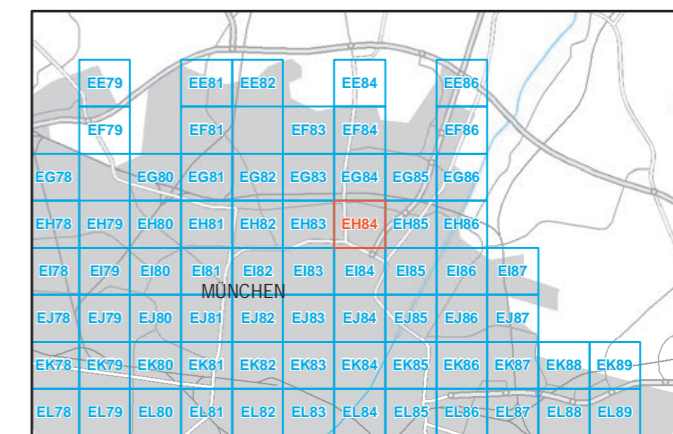 EE79 EE81 EE82 EE84 EE86
EF79 EF81 EF83 EF84 EF86
EG78 EG80 EG81 EG82 EG83 EG84 EG85 EG86
EH78 EH79 EH80 EH81 EH82 EH83 EH84 EH85 EH86
EI78 EI79 EI80 EI81 EI82 EI83 EI84 EI85 EI86 EI87
MÜNCHEN
EJ78 EJ79 EJ80 EJ81 EJ82 EJ83 EJ84 EJ85 EJ86 EJ87
EK78 EK79 EK80 EK81 EK82 EK83 EK84 EK85 EK86 EK87 EK88 EK89
EL78 EL79 EL80 EL81 EL82 EL83 EL84 EL85 EL86 EL87 EL88 EL89